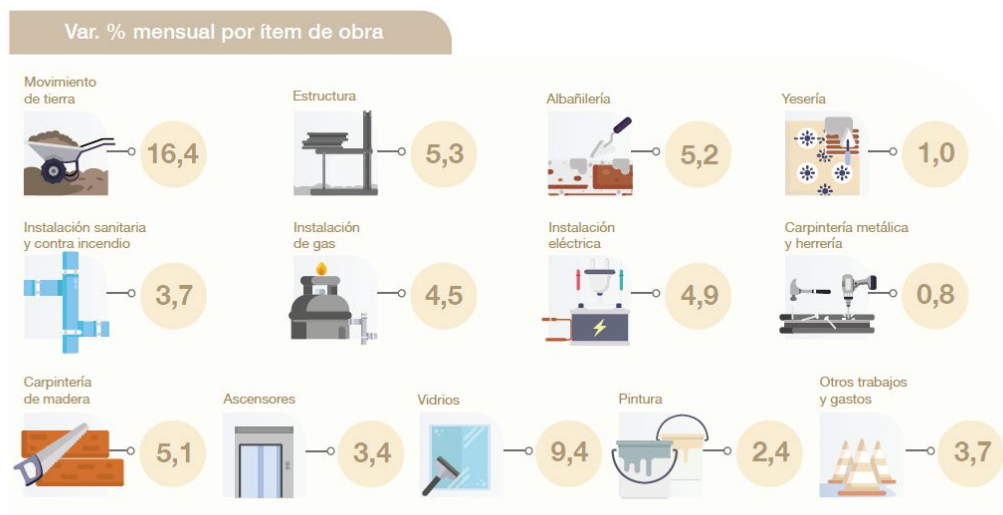 Var. % mensual por ítem de obra
Movimiento
de tierra
16,4
Estructura
5,3
Albañilería
5,2
Yesería
1,0
Instalación sanitaria
y contra incendio
3,7
Instalación
de gas
4,5
Instalación
eléctrica
4,9
Carpintería metálica
y herrería
0,8
Carpintería
de madera
5,1
Ascensores
3,4
Vidrios
9,4
Pintura
2,4
Otros trabajos
y gastos
3,7